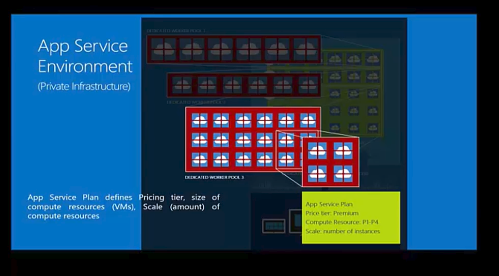 App Service
Environment
(Private Infrastructure)
DEDICATED WORKER POOL 3
App Service Plan defines Pricing tier, size of
compute resources (VMs), Scale (amount) of
compute resources
App Service Plan
Price tier: Premium
Compute Resource: P1-P4
Scale: number of instances